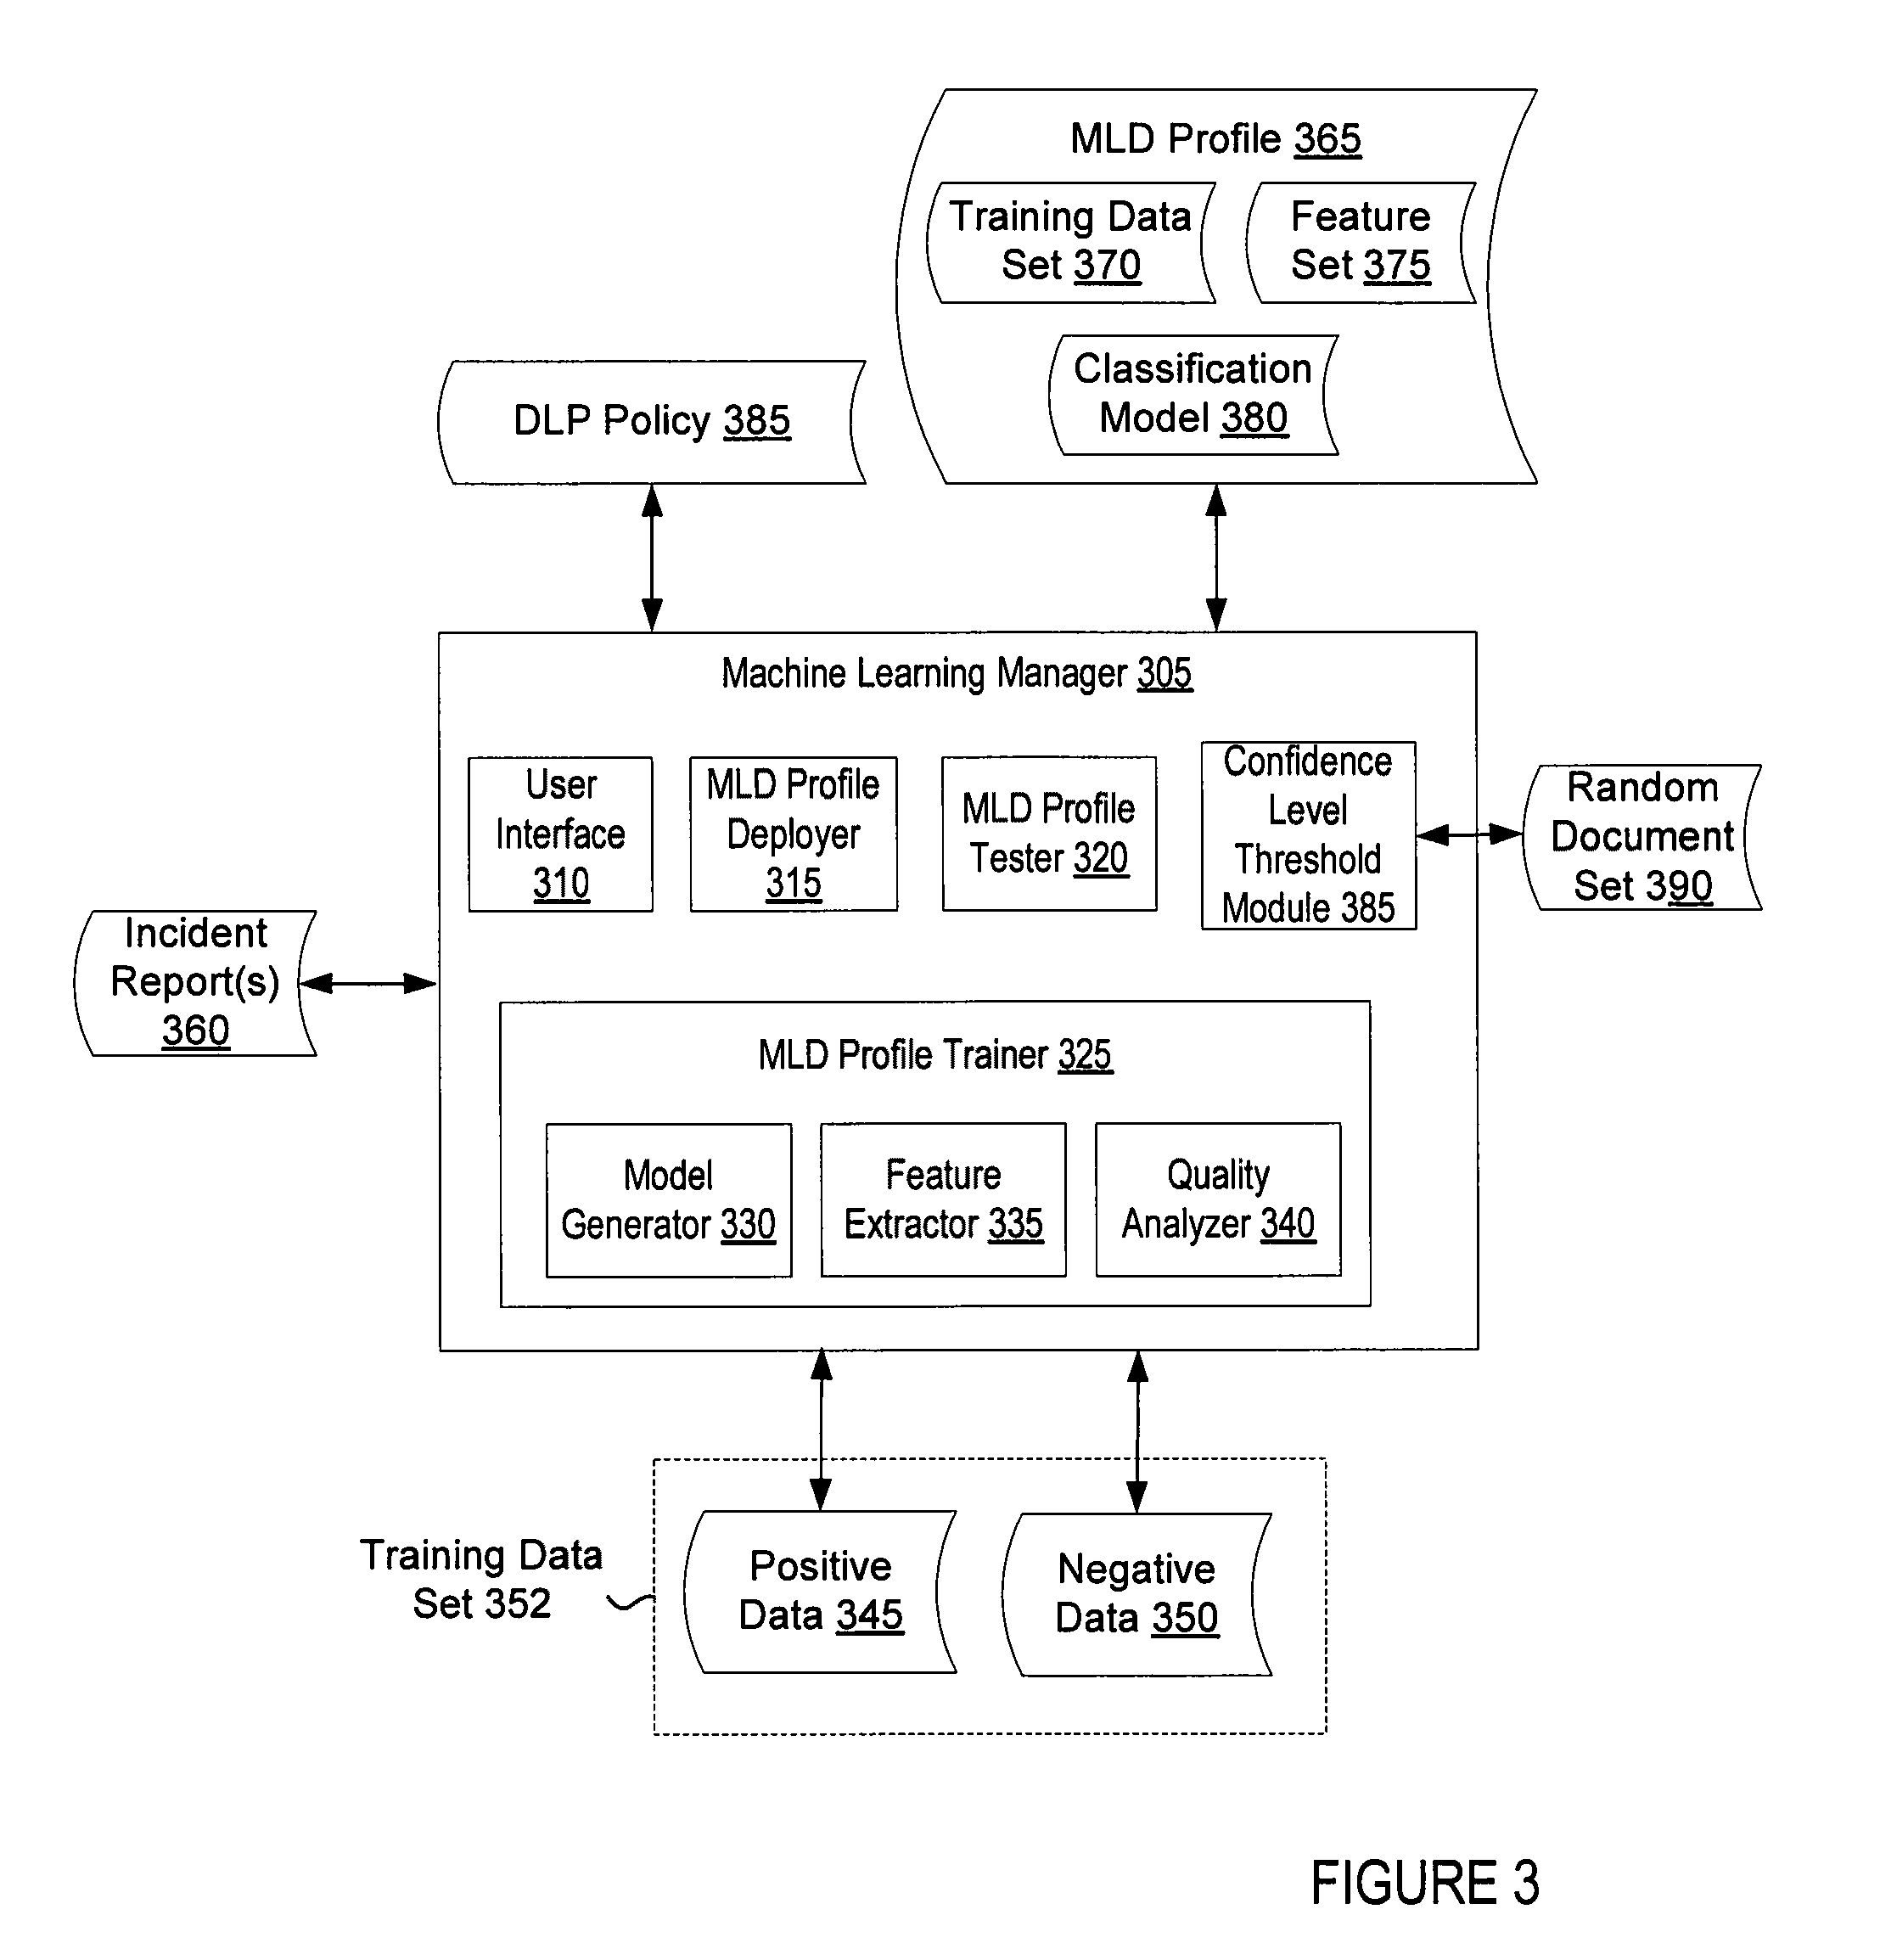 MLD Profile 365
Training Data
Set 370
Feature
Set 375
Classification
Model 380
DLP Policy 385
Machine Learning Manager 305
User
Interface
310
MLD Profile
Deployer
315
MLD Profile
Tester 320
Confidence
Level
Threshold
Module 385
Random
Document
Set 390
Incident
Report(s)
360
MLD Profile Trainer 325
Model
Generator 330
Feature
Extractor 335
Quality
Analyzer 340
Training Data
Set 352
Positive
Data 345
Negative
Data 350
FIGURE 3